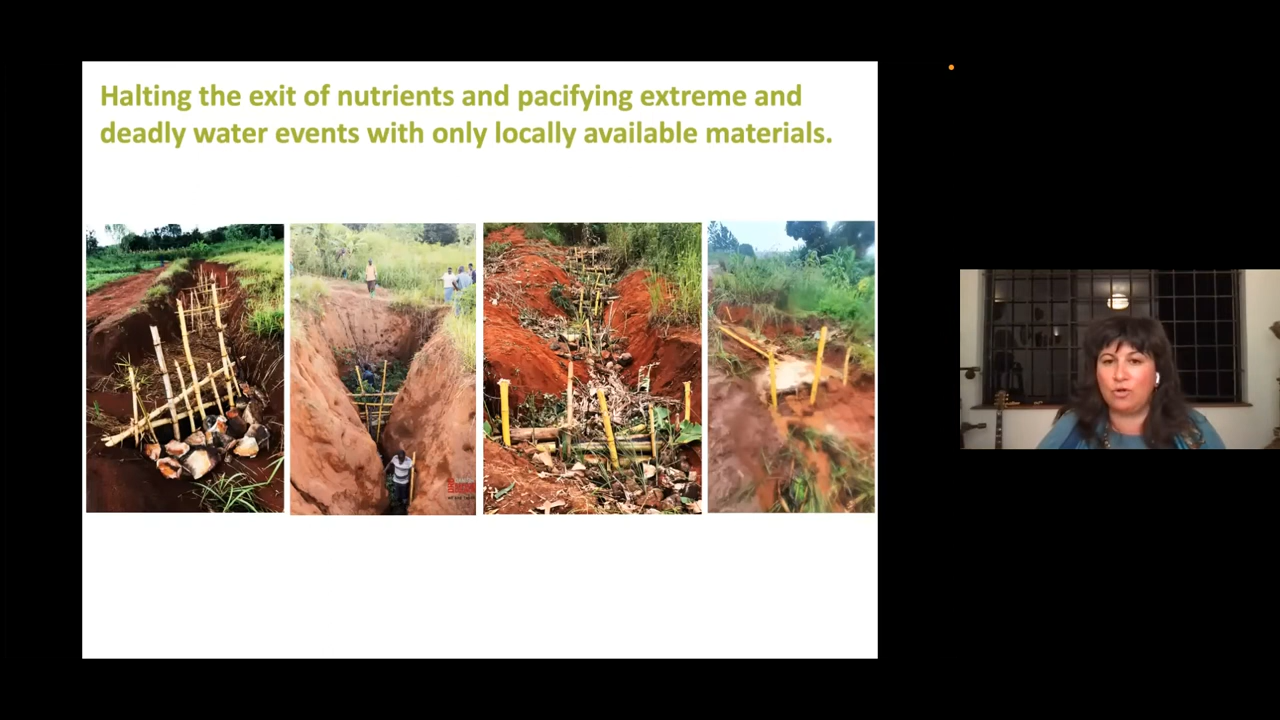 Halting the exit of nutrients and pacifying extreme and
deadly water events with only locally available materials.